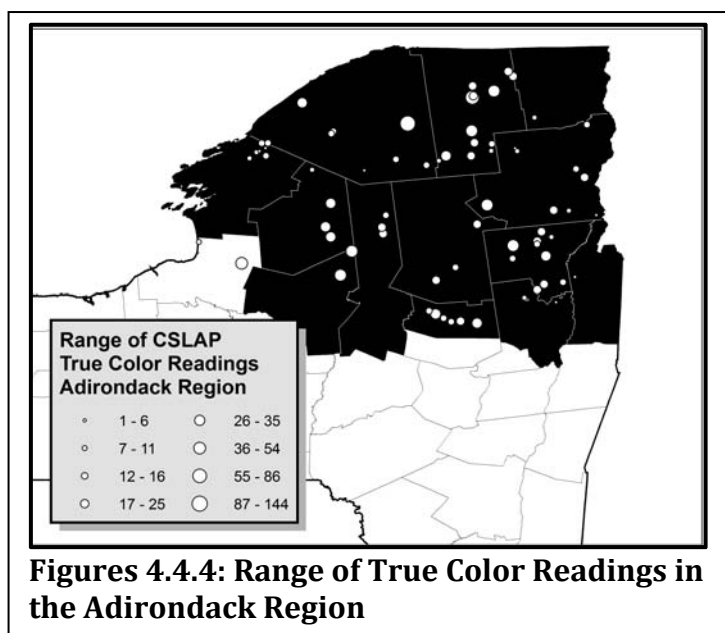 Range of CSLAP
True Color Readings
Adirondack Region
1 - 6
7 - 11
12 - 16
17 - 25
26 - 35
36 - 54
55 - 86
87 - 144
Figures 4.4.4: Range of True Color Readings in
the Adirondack Region